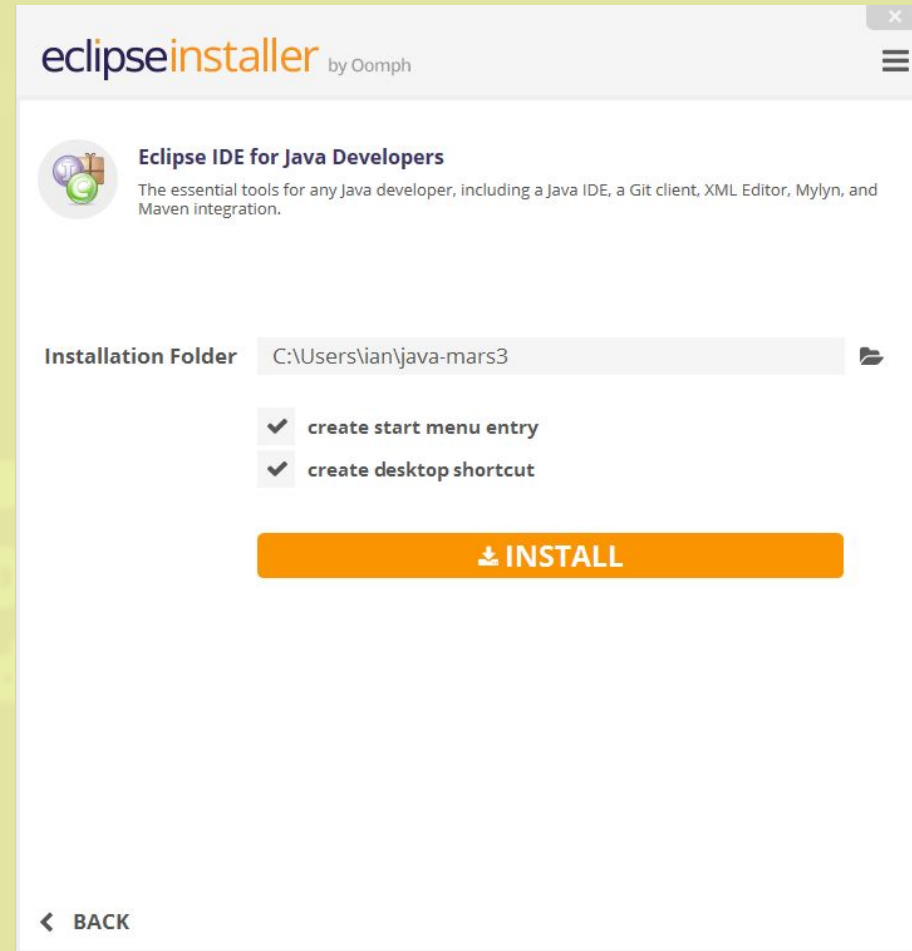 eclipseinstaller by Oomph
Eclipse IDE for Java Developers
The essential tools for any Java developer, including a Java IDE, a Git client, XML Editor, Mylyn, and
Maven integration.
Installation Folder C:\Users\ian\java-mars3
create start menu entry
create desktop shortcut
INSTALL
BACK